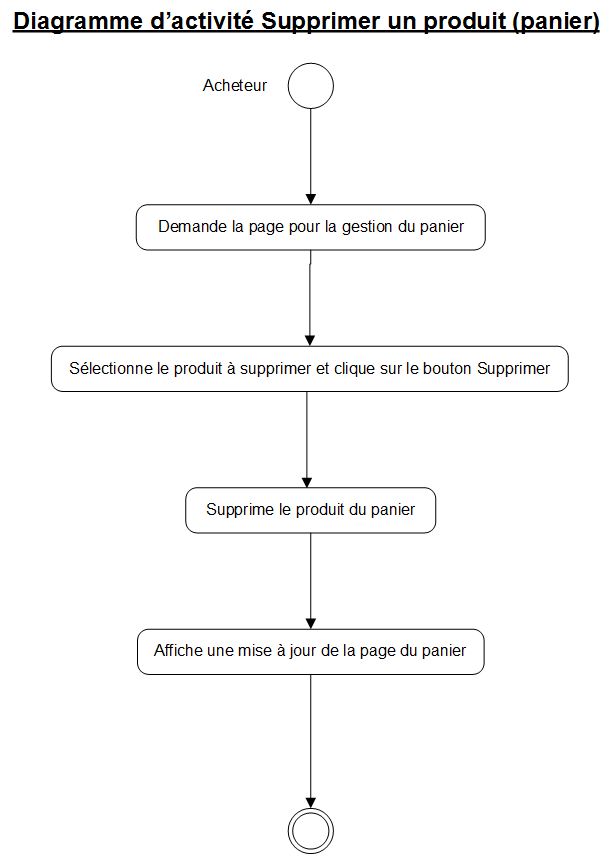 Diagramme d’activité Supprimer un produit (panier)
Acheteur
Demande la page pour la gestion du panier
Sélectionne le produit à supprimer et clique sur le bouton Supprimer
Supprime le produit du panier
Affiche une mise à jour de la page du panier